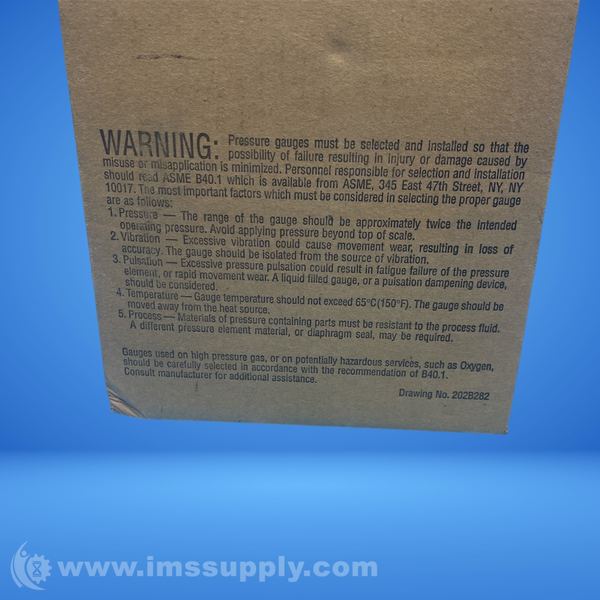 WARNING: Pressure gauges must be selected and installed so that the
possibility of failure resulting in injury or damage caused by
misuse or misapplication is minimized. Personnel responsible for selection and installation
should read ASME B40.1 which is available from ASME, 345 East 47th Street, NY, NY
10017. The most important factors which must be considered in selecting the proper gauge
are as follows:
1. Pressure — The range of the gauge should be approximately twice the intended
operating pressure. Avoid applying pressure beyond top of scale.
2. Vibration — Excessive vibration could cause movement wear, resulting in loss of
accuracy. The gauge should be isolated from the source of vibration.
3. Pulsation — Excessive pressure pulsation could result in fatigue failure of the pressure
element, or rapid movement wear. A liquid filled gauge, or a pulsation dampening device,
should be considered.
4. Temperature — Gauge temperature should not exceed 65°C(150°F). The gauge should be
moved away from the heat source.
5. Process — Materials of pressure containing parts must be resistant to the process fluid.
A different pressure element material, or diaphragm seal, may be required.
Gauges used on high pressure gas, or on potentially hazardous services, such as Oxygen,
should be carefully selected in accordance with the recommendation of B40.1.
Consult manufacturer for additional assistance.
Drawing No. 202B282
www.imssupply.com